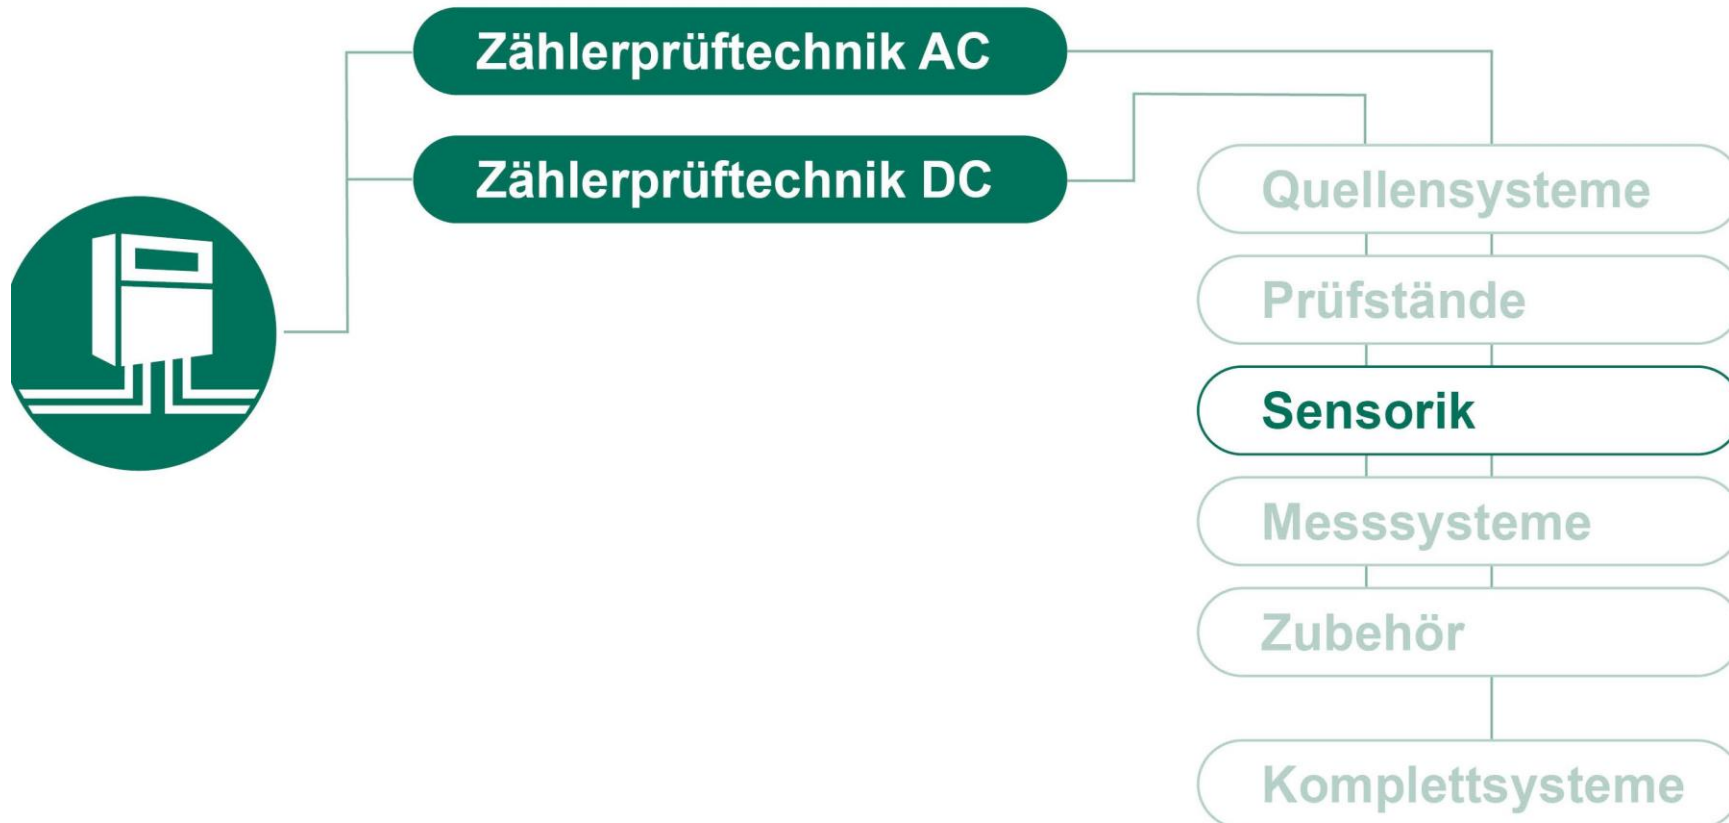 Zählerprüftechnik AC
Zählerprüftechnik DC
Quellensysteme
Prüfstände
Sensorik
Messsysteme
Zubehör
Komplettsysteme